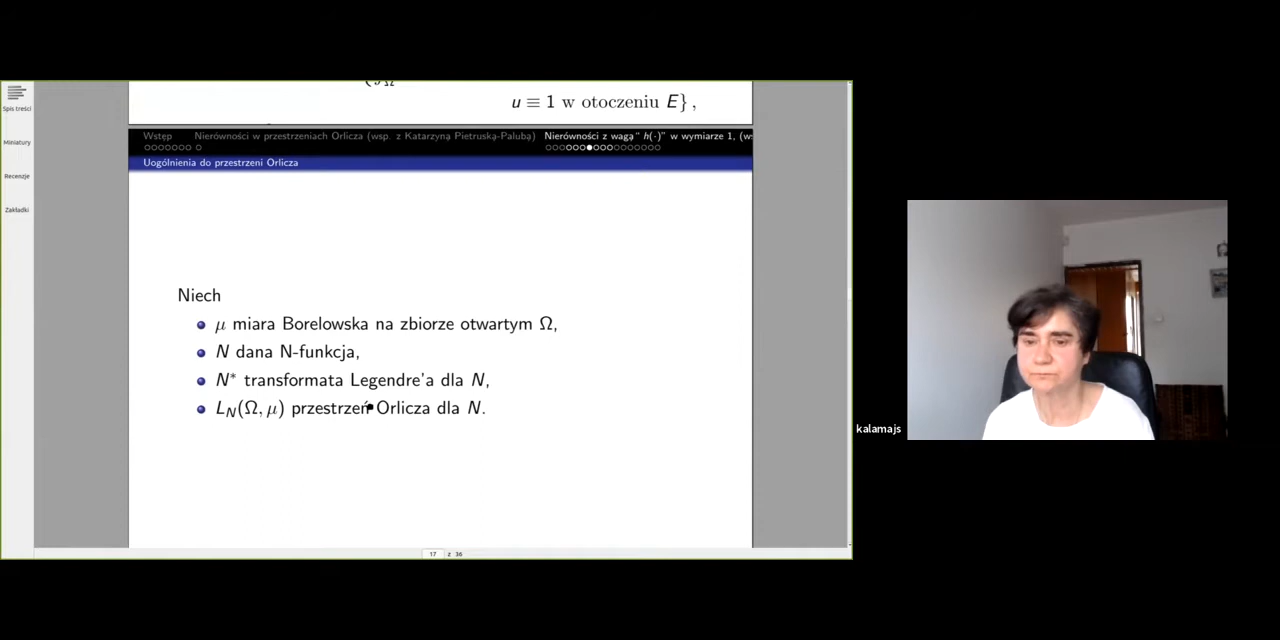 u ≡ 1 w otoczeniu E} ,
Spis treści
Miniatury
Recenzje
Zakładki
Wstęp Nierówności w przestrzeniach Orlicza (wsp. z Katarzyną Pietruską-Palubą) Nierówności z wagą" h(·)" w wymiarze 1, (w
Uogólnienia do przestrzeni Orlicza
Niech
μ miara Borelowska na zbiorze otwartym Ω,
N dana N-funkcja,
N* transformata Legendre'a dla N,
L_N(Ω, μ) przestrzeń Orlicza dla N.
17 z 36
kalamajs